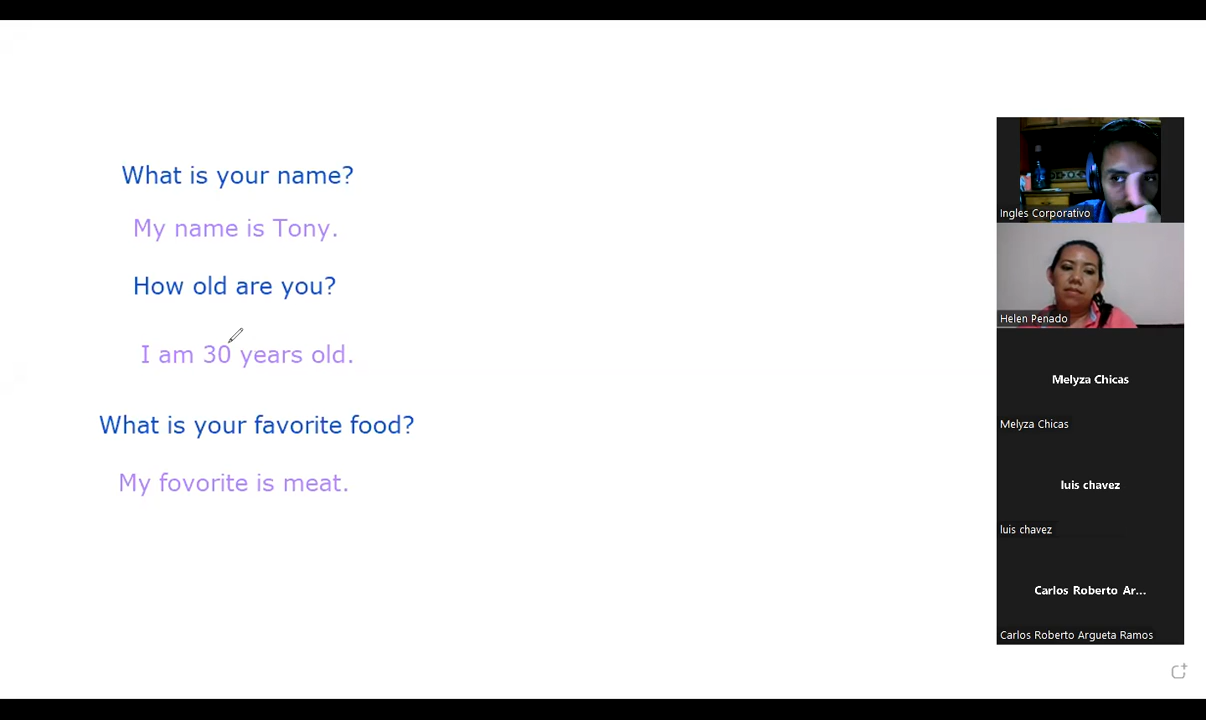 What is your name?
My name is Tony.
How old are you?
I am 30 years old.
What is your favorite food?
My fovorite is meat.
Ingles Corporativo
Helen Penado
Melyza Chicas
Melyza Chicas
luis chavez
luis chavez
Carlos Roberto Ar...
Carlos Roberto Argueta Ramos